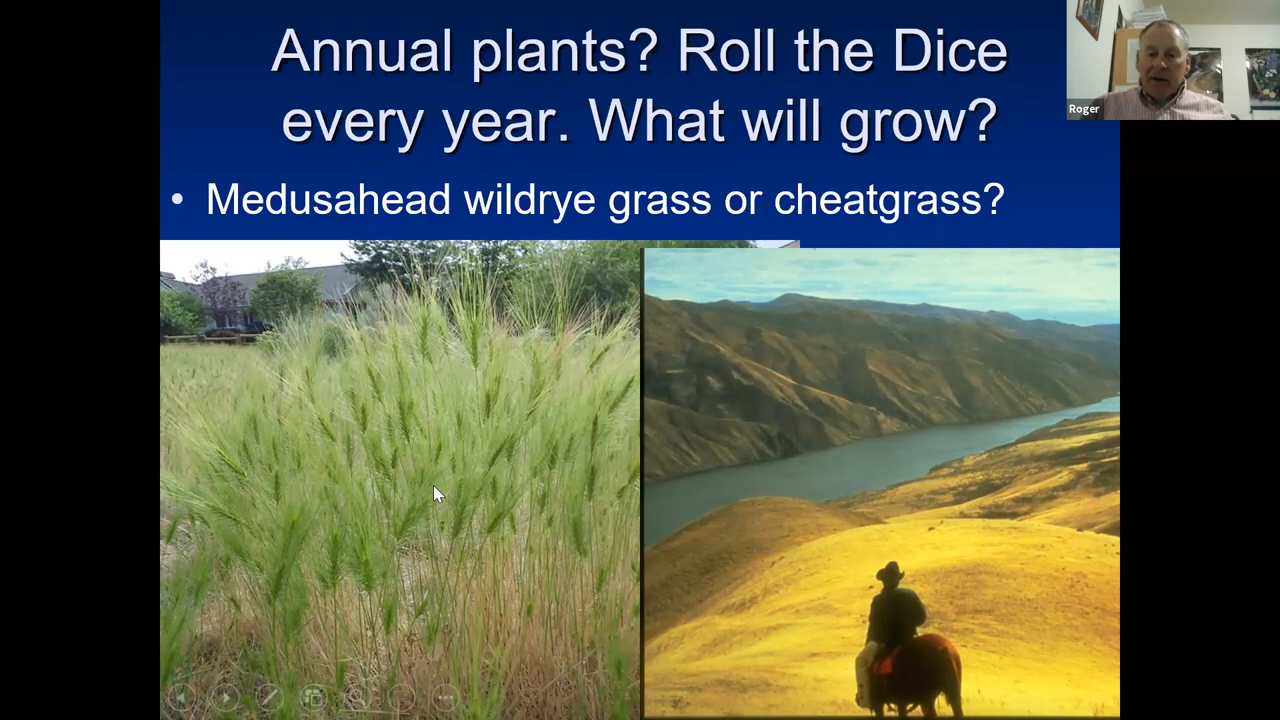 Annual plants? Roll the Dice
every year. What will grow?
• Medusahead wildrye grass or cheatgrass?
Roger